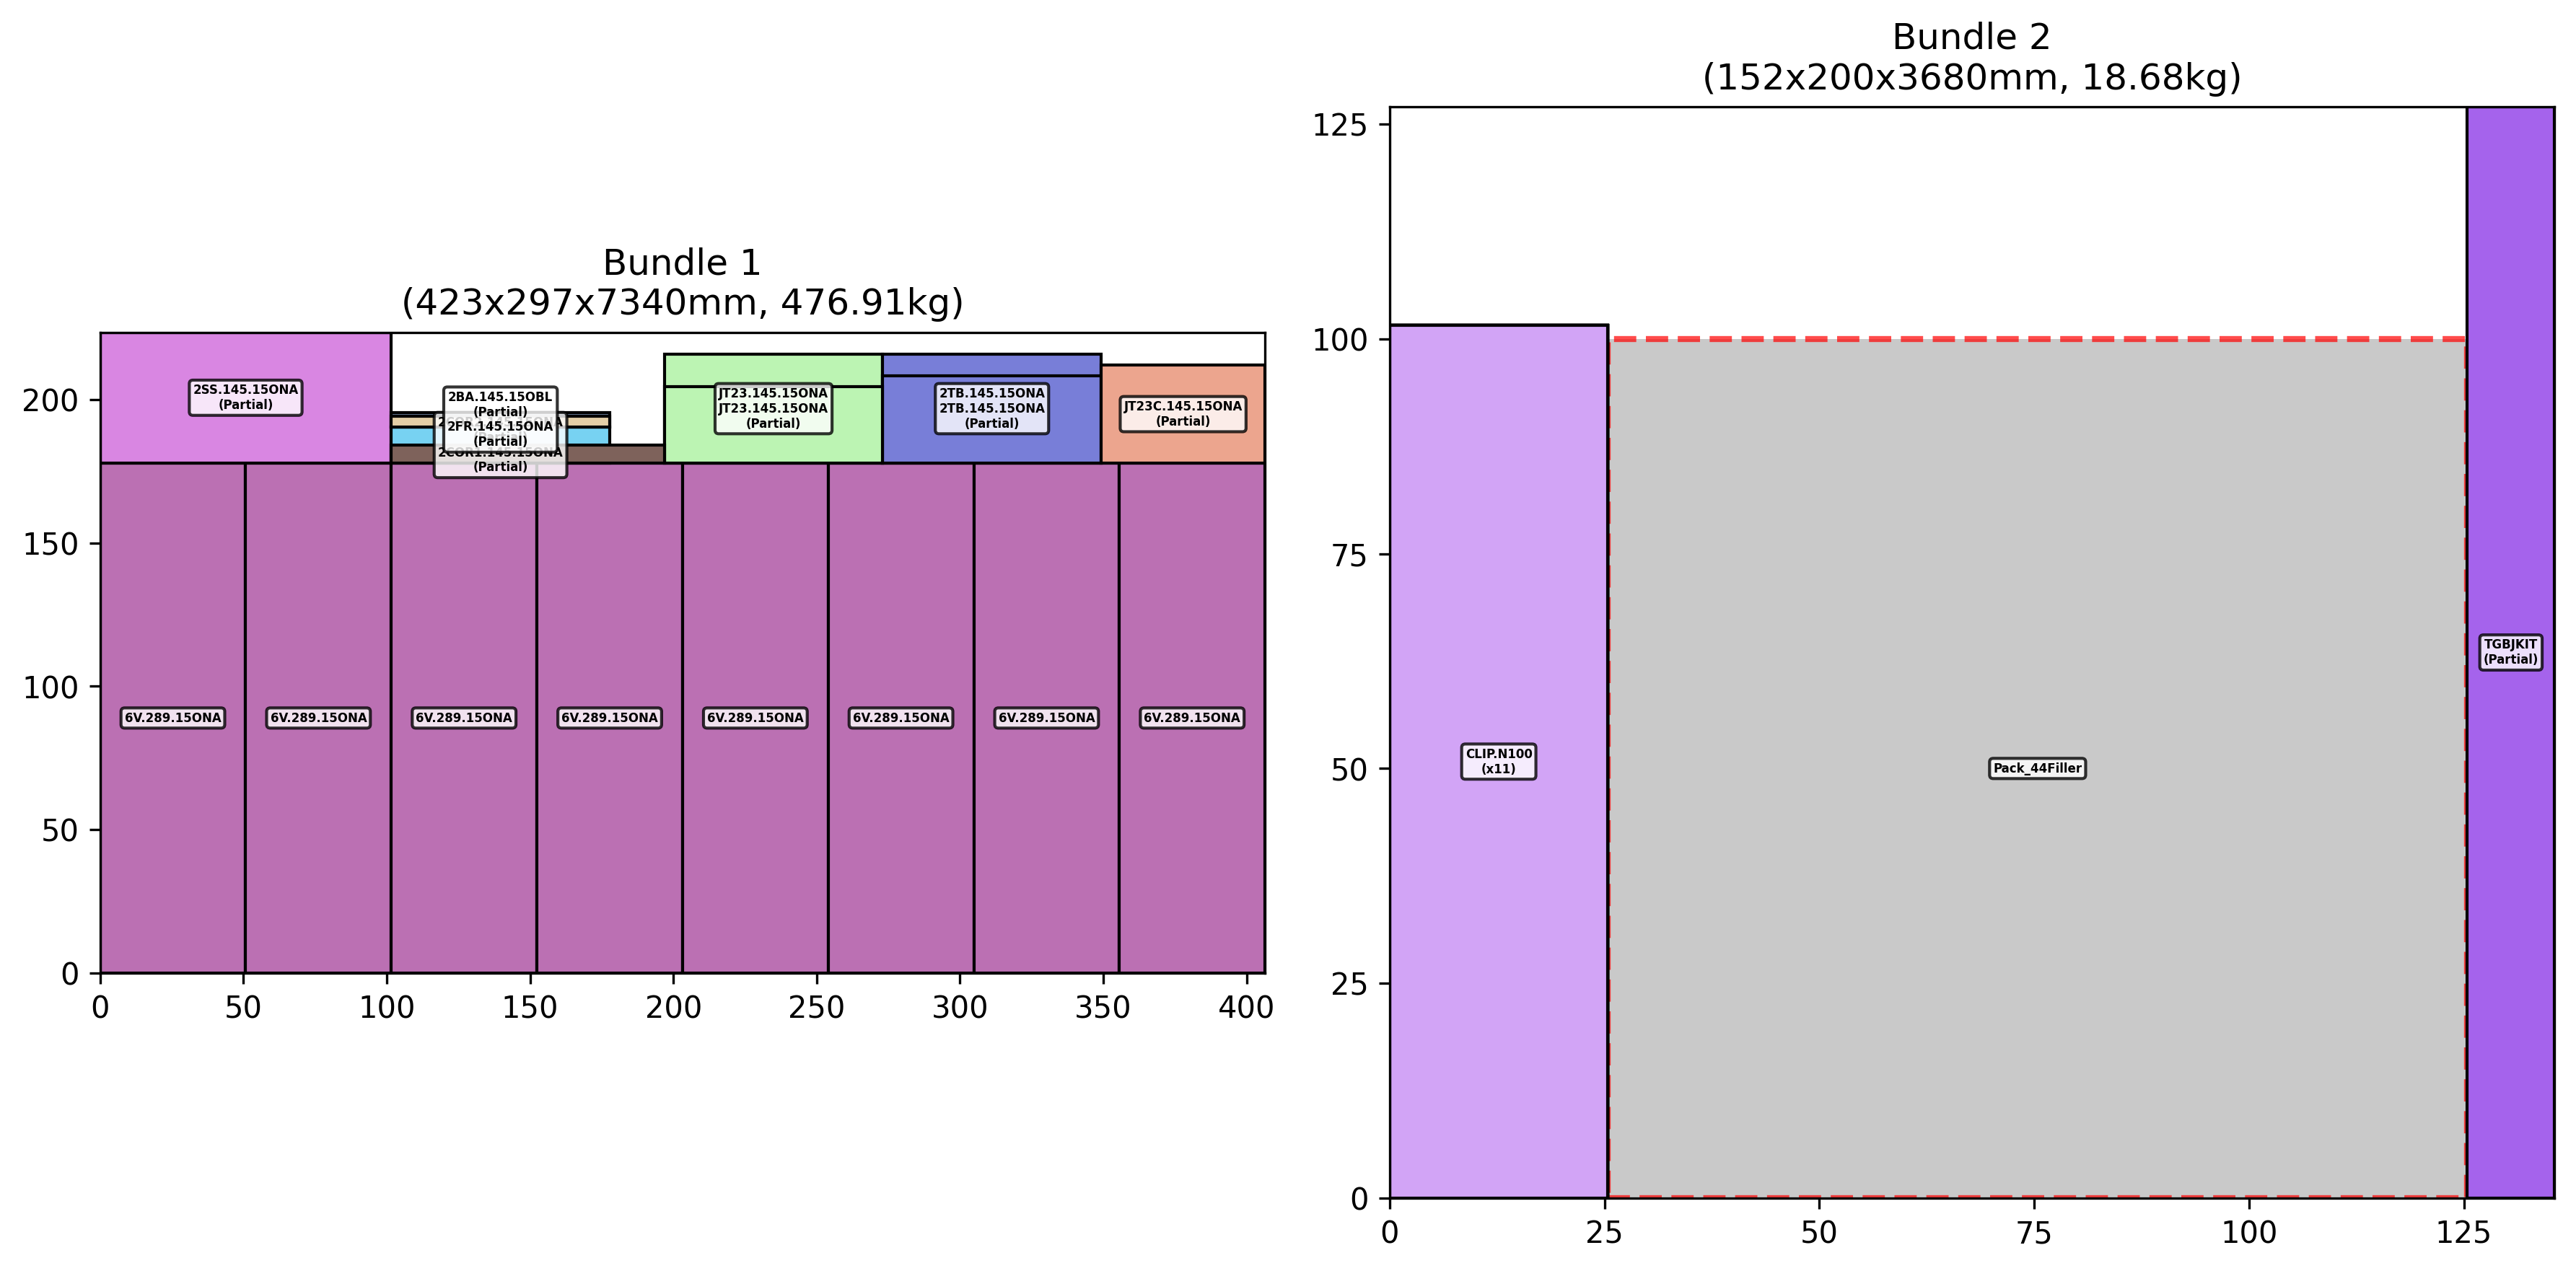 Bundle 1
(423x297x7340mm, 476.91kg)
200
150
100
50
0
0 50 100 150 200 250 300 350 400
2SS.145.15ONA
(Partial)
2BA.145.15OBL
(Partial)
2FR.145.15ONA
(Partial)
2COR1.145.15ONA
(Partial)
JT23.145.15ONA
JT23.145.15ONA
(Partial)
2TB.145.15ONA
2TB.145.15ONA
(Partial)
JT23C.145.15ONA
(Partial)
6V.289.15ONA
6V.289.15ONA
6V.289.15ONA
6V.289.15ONA
6V.289.15ONA
6V.289.15ONA
6V.289.15ONA
6V.289.15ONA
Bundle 2
(152x200x3680mm, 18.68kg)
125
100
75
50
25
0
0 25 50 75 100 125
CLIP.N100
(x11)
Pack_44Filler
TGBJKIT
(Partial)